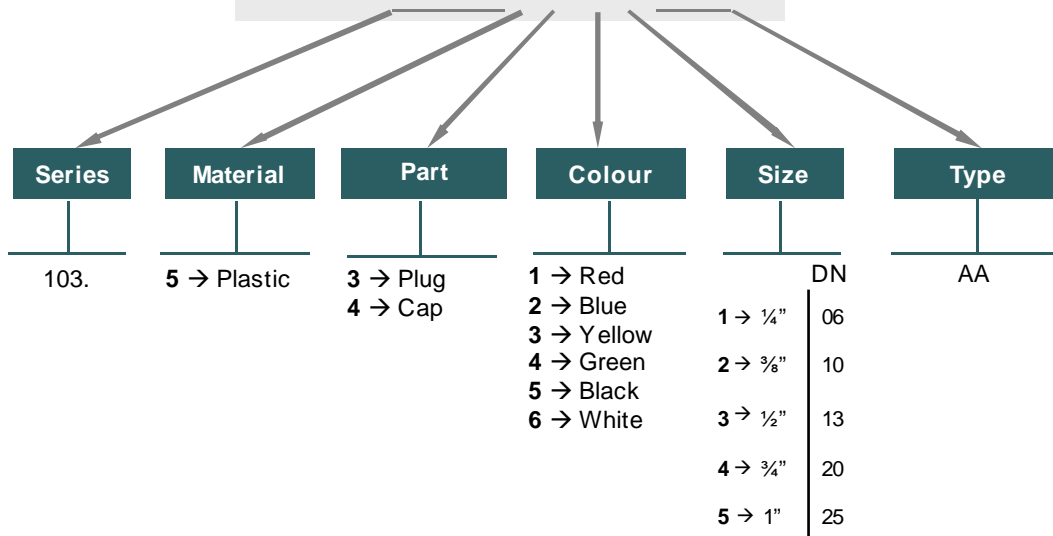 Series Material Part Colour Size Type
103.
5 → Plastic
3 → Plug
4 → Cap
1 → Red
2 → Blue
3 → Yellow
4 → Green
5 → Black
6 → White
DN
1 → ¼” 06
2 → ⅜” 10
3 → ½” 13
4 → ¾” 20
5 → 1” 25
AA